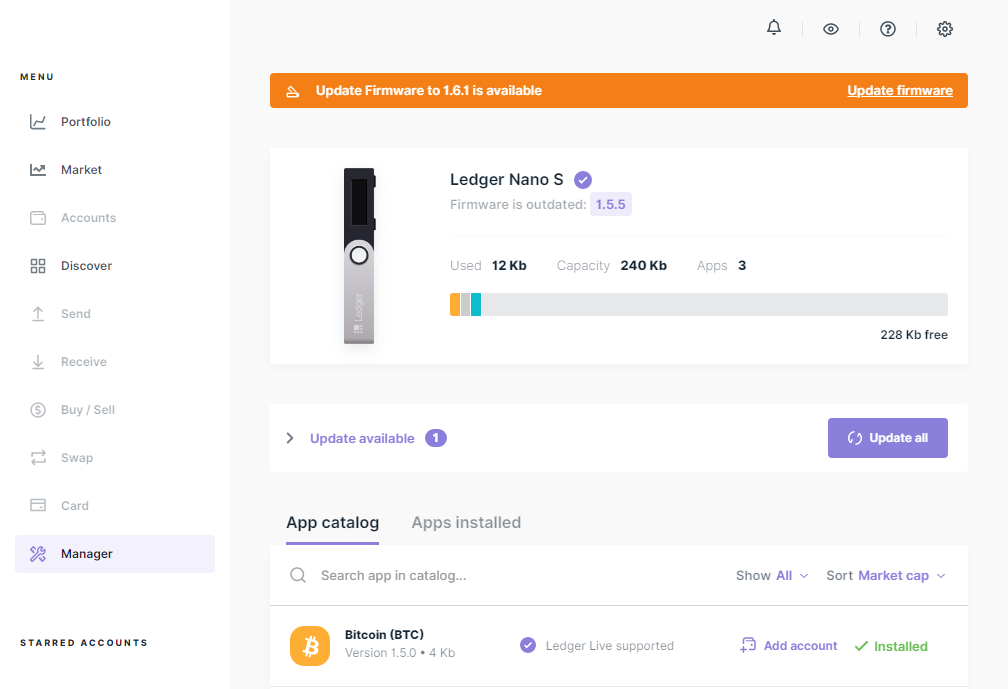 MENU
Portfolio
Market
Accounts
Discover
Send
Receive
Buy / Sell
Swap
Card
Manager
STARRED ACCOUNTS
Update Firmware to 1.6.1 is available
Update firmware
Ledger
Ledger Nano S
Firmware is outdated: 1.5.5
Used 12 Kb Capacity 240 Kb Apps 3
228 Kb free
Update available 1
Update all
App catalog Apps installed
Search app in catalog...
Show All Sort Market cap
Bitcoin (BTC)
Version 1.5.0 • 4 Kb
Ledger Live supported
Add account
Installed